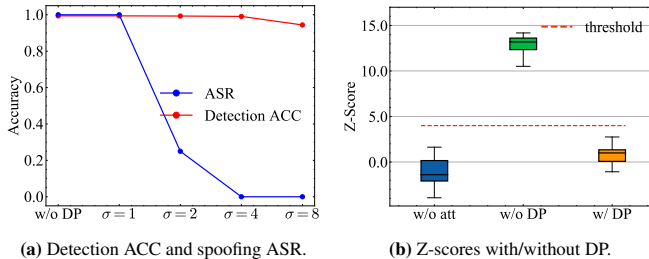 1.0
0.8
0.6
0.4
0.2
0.0
Accuracy
ASR
Detection ACC
w/o DP
σ = 1
σ = 2
σ = 4
σ = 8
(a) Detection ACC and spoofing ASR.
15.0
10.0
5.0
0.0
Z-Score
threshold
w/o att
w/o DP
w/ DP
(b) Z-scores with/without DP.